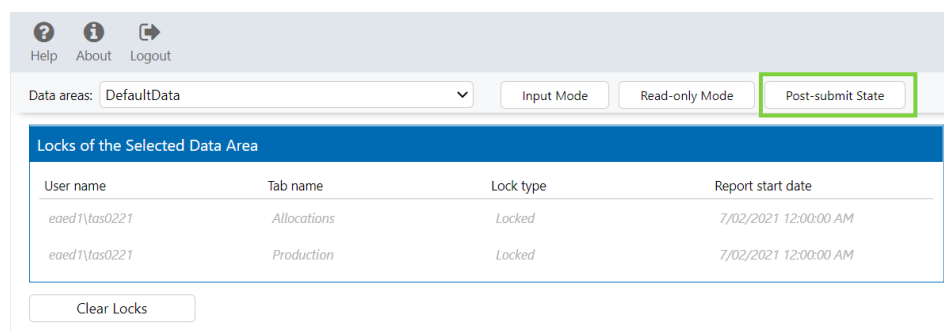 Help About Logout
Data areas: DefaultData Input Mode Read-only Mode Post-submit State
Locks of the Selected Data Area
User name Tab name Lock type Report start date
eaed1\tas0221 Allocations Locked 7/02/2021 12:00:00 AM
eaed1\tas0221 Production Locked 7/02/2021 12:00:00 AM
Clear Locks